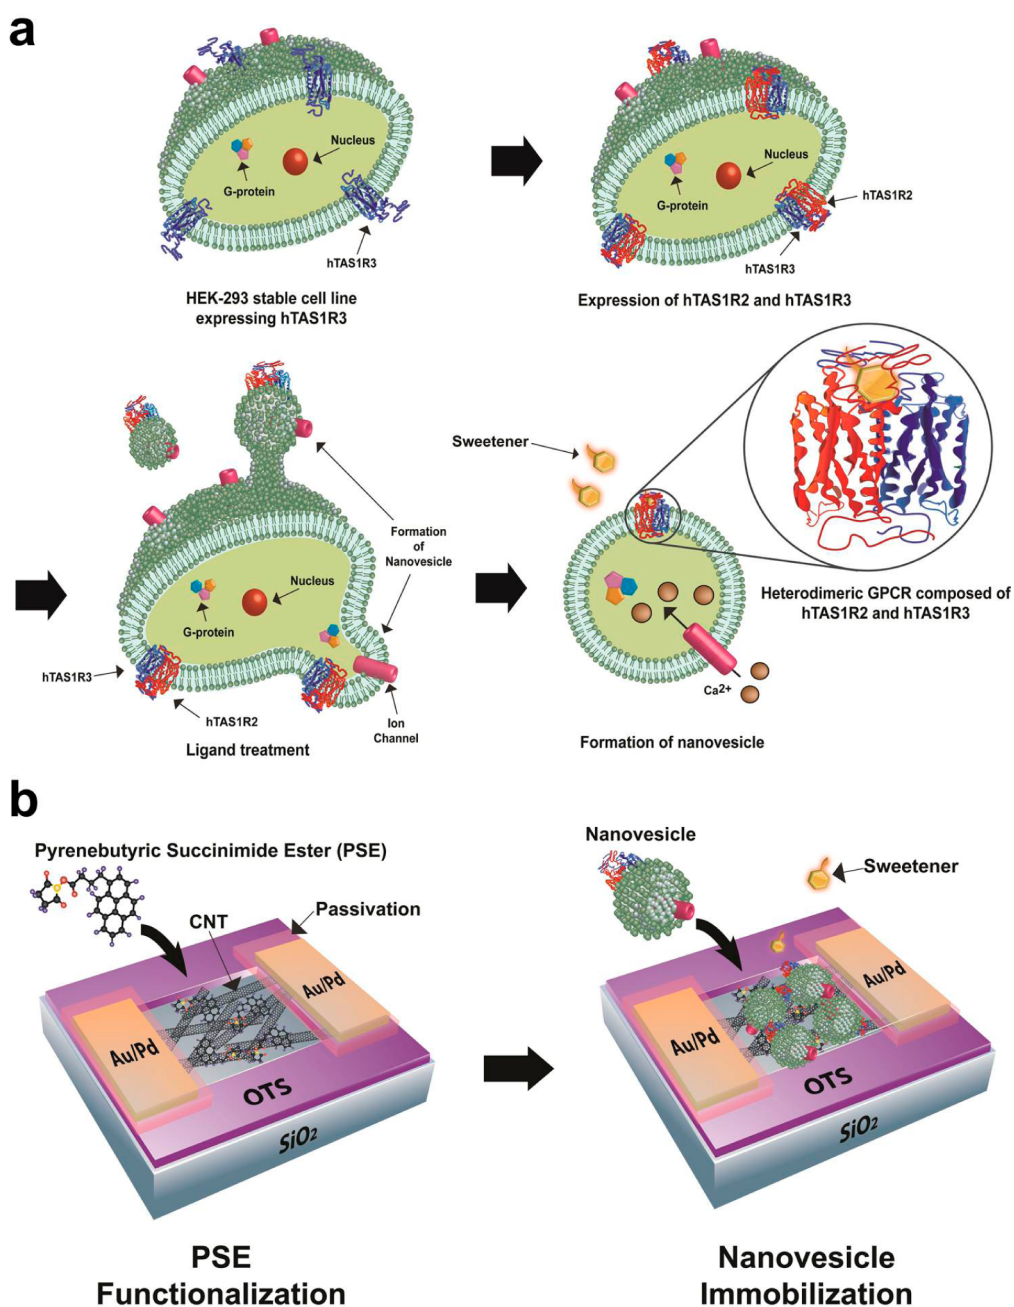 a
Nucleus
G-protein
hTAS1R3
HEK-293 stable cell line
expressing hTAS1R3
Nucleus
G-protein
hTAS1R2
hTAS1R3
Expression of hTAS1R2 and hTAS1R3
Formation
of
Nanovesicle
Nucleus
G-protein
hTAS1R3
hTAS1R2
Ion
Channel
Ligand treatment
Sweetener
Ca2+
Formation of nanovesicle
Heterodimeric GPCR composed of
hTAS1R2 and hTAS1R3
b
Pyrenebutyric Succinimide Ester (PSE)
CNT
Passivation
Au/Pd
Au/Pd
OTS
SiO2
PSE
Functionalization
Nanovesicle
Sweetener
Au/Pd
Au/Pd
OTS
SiO2
Nanovesicle
Immobilization